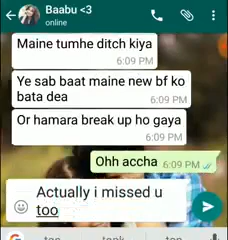 Baabu <3
online
Maine tumhe ditch kiya
6:09 PM
Ye sab baat maine new bf ko
bata dea
6:09 PM
Or hamara break up ho gaya
6:09 PM
Ohh accha 6:09 PM
Actually i missed u
too